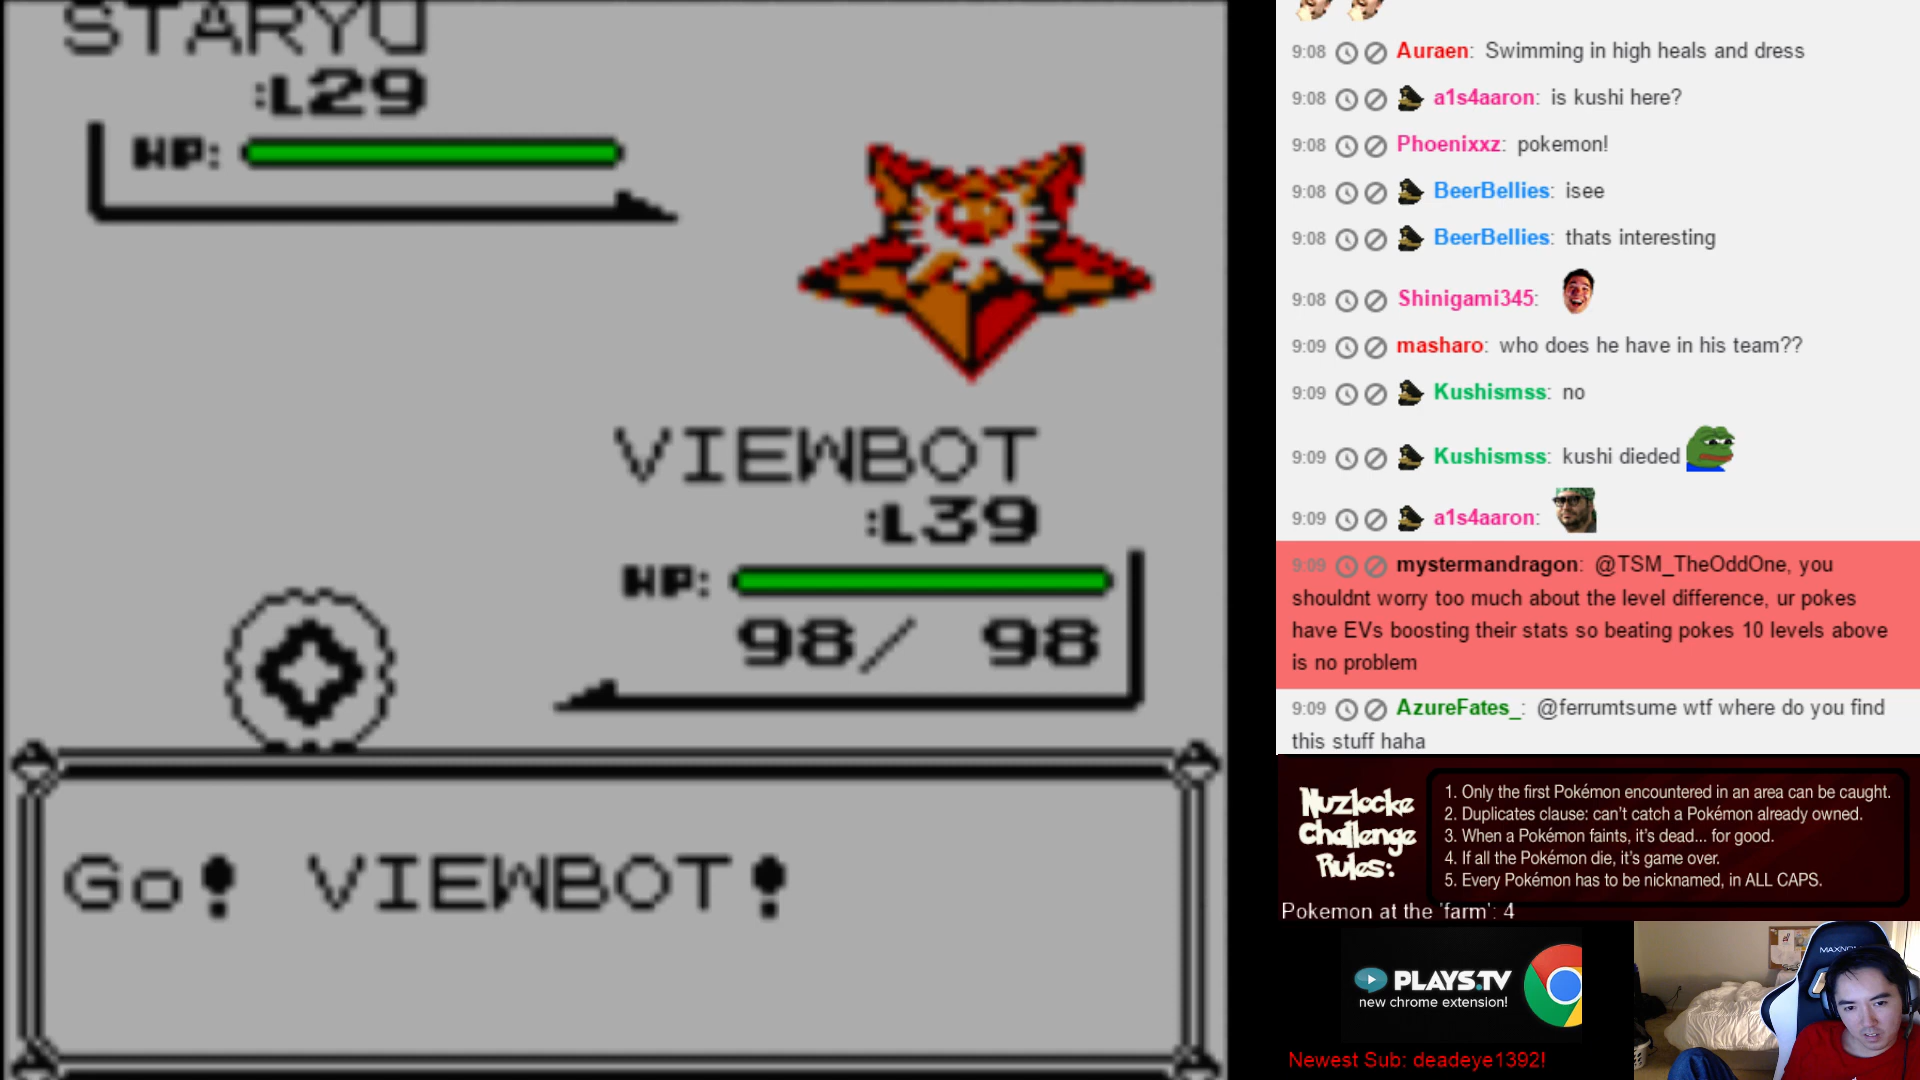 STARYU
:L29
HP:
VIEWBOT
:L39
HP:
98/ 98
Go! VIEWBOT!
9:08 Auraen: Swimming in high heals and dress
9:08 a1s4aaron: is kushi here?
9:08 Phoenixxz: pokemon!
9:08 BeerBellies: isee
9:08 BeerBellies: thats interesting
9:08 Shinigami345:
9:09 masharo: who does he have in his team??
9:09 Kushismss: no
9:09 Kushismss: kushi dieded
9:09 a1s4aaron:
9:09 mystermandragon: @TSM_TheOddOne, you
shouldnt worry too much about the level difference, ur pokes
have EVs boosting their stats so beating pokes 10 levels above
is no problem
9:09 AzureFates_: @ferrumtsume wtf where do you find
this stuff haha
Nuzlocke
Challenge
Rules:
1. Only the first Pokémon encountered in an area can be caught.
2. Duplicates clause: can't catch a Pokémon already owned.
3. When a Pokémon faints, it's dead... for good.
4. If all the Pokémon die, it's game over.
5. Every Pokémon has to be nicknamed, in ALL CAPS.
Pokemon at the 'farm': 4
PLAYS.TV
new chrome extension!
Newest Sub: deadeye1392!